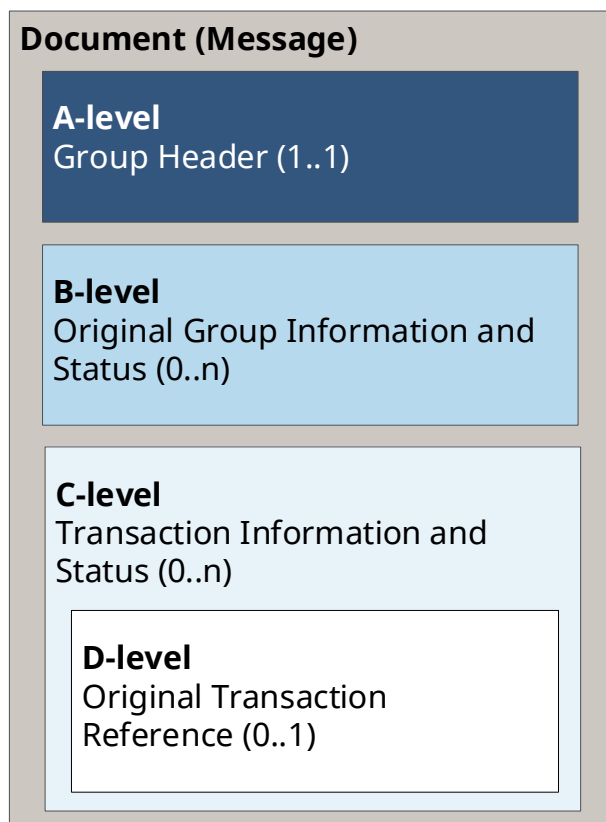 Document (Message)
A-level
Group Header (1..1)
B-level
Original Group Information and
Status (0..n)
C-level
Transaction Information and
Status (0..n)
D-level
Original Transaction
Reference (0..1)